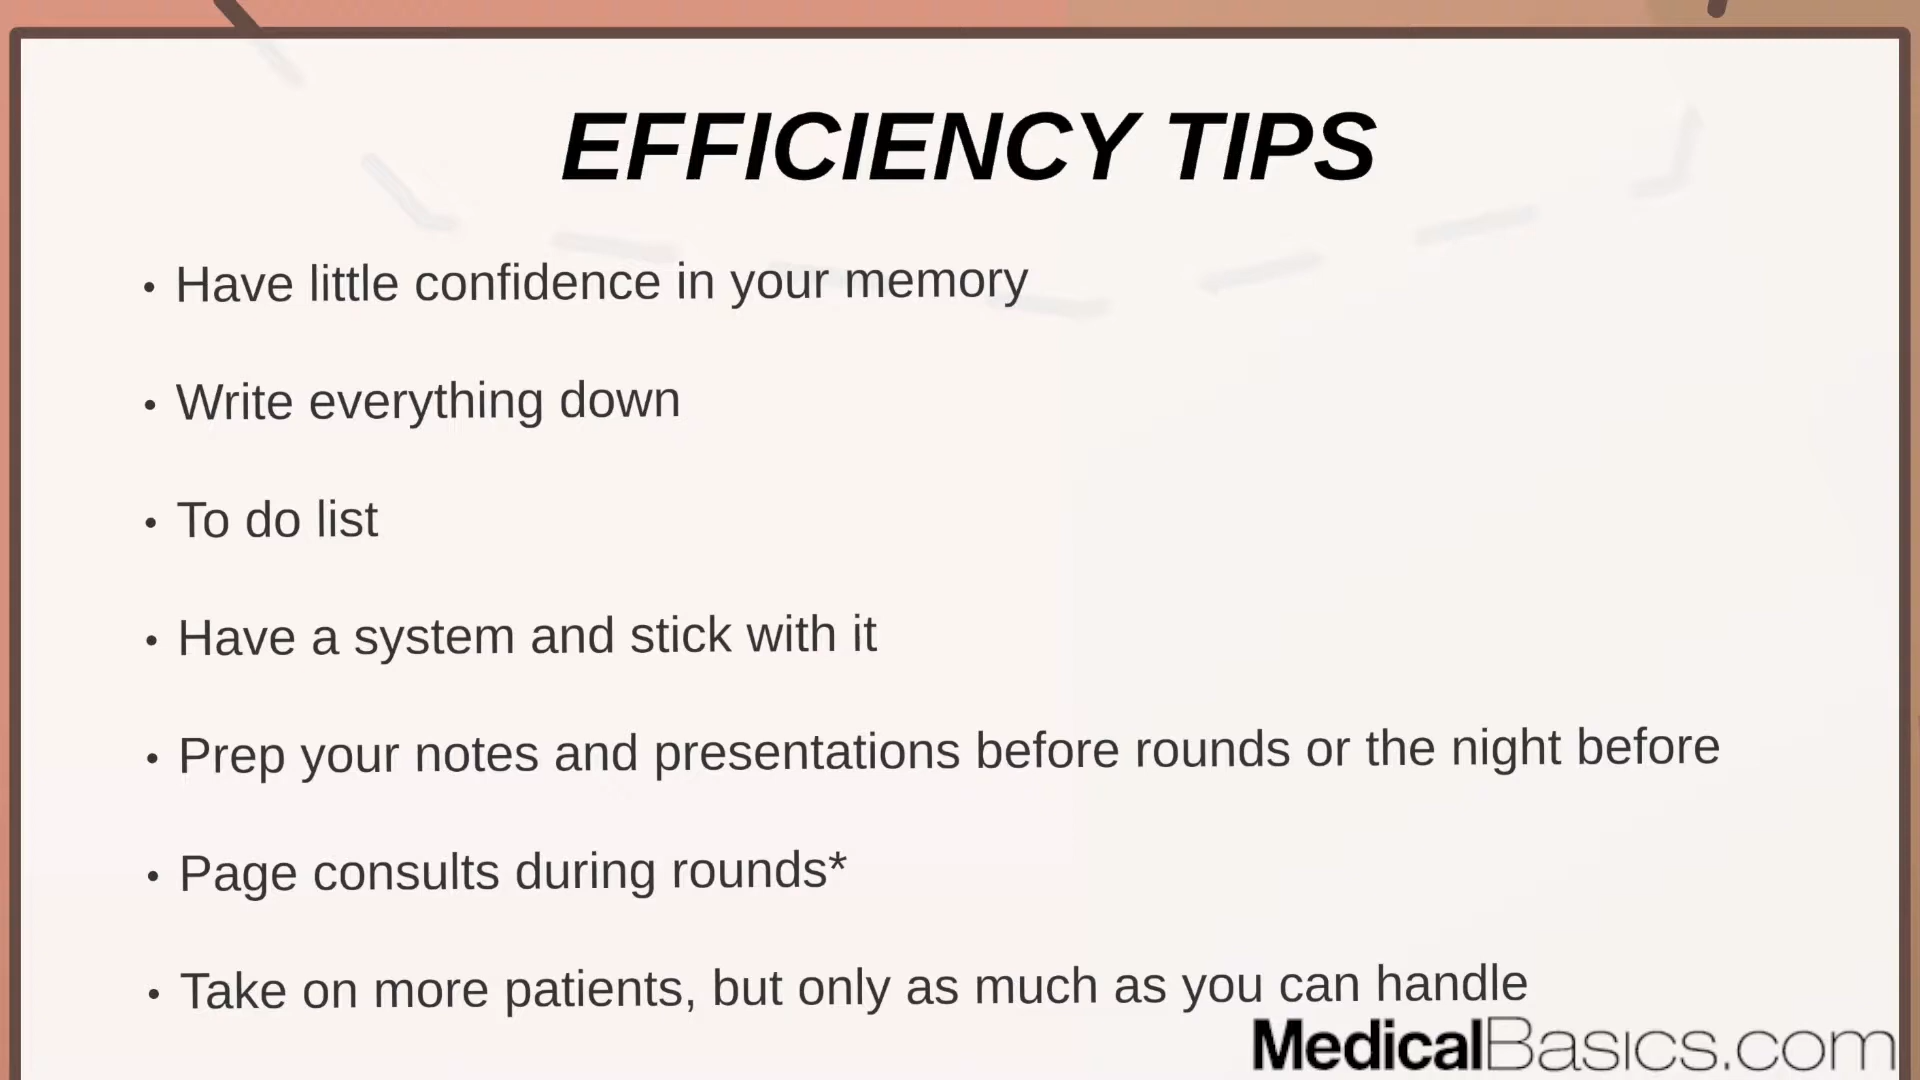 EFFICIENCY TIPS
• Have little confidence in your memory
• Write everything down
• To do list
• Have a system and stick with it
• Prep your notes and presentations before rounds or the night before
• Page consults during rounds*
• Take on more patients, but only as much as you can handle
MedicalBasics.com